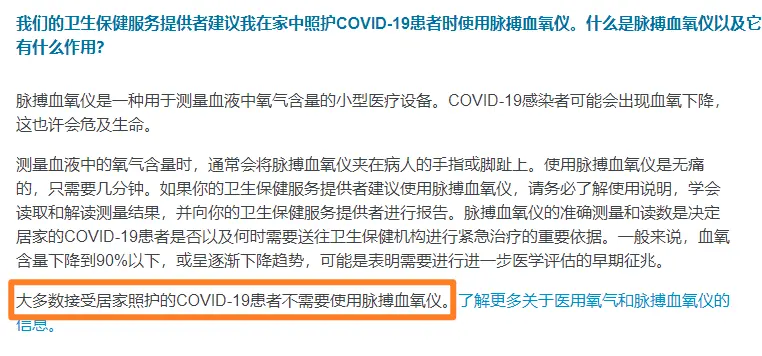 我们的卫生保健服务提供者建议我在家中照护COVID-19患者时使用脉搏血氧仪。什么是脉搏血氧仪以及它
有什么作用?
脉搏血氧仪是一种用于测量血液中氧气含量的小型医疗设备。COVID-19感染者可能会出现血氧下降，
这也许会危及生命。
测量血液中的氧气含量时，通常会将脉搏血氧仪夹在病人的手指或脚趾上。使用脉搏血氧仪是无痛
的，只需要几分钟。如果你的卫生保健服务提供者建议使用脉搏血氧仪，请务必了解使用说明，学会
读取和解读测量结果，并向你的卫生保健服务提供者进行报告。脉搏血氧仪的准确测量和读数是决定
居家的COVID-19患者是否以及何时需要送往卫生保健机构进行紧急治疗的重要依据。一般来说，血氧
含量下降到90%以下，或呈逐渐下降趋势，可能是表明需要进行进一步医学评估的早期征兆。
大多数接受居家照护的COVID-19患者不需要使用脉搏血氧仪。了解更多关于医用氧气和脉搏血氧仪的
信息。